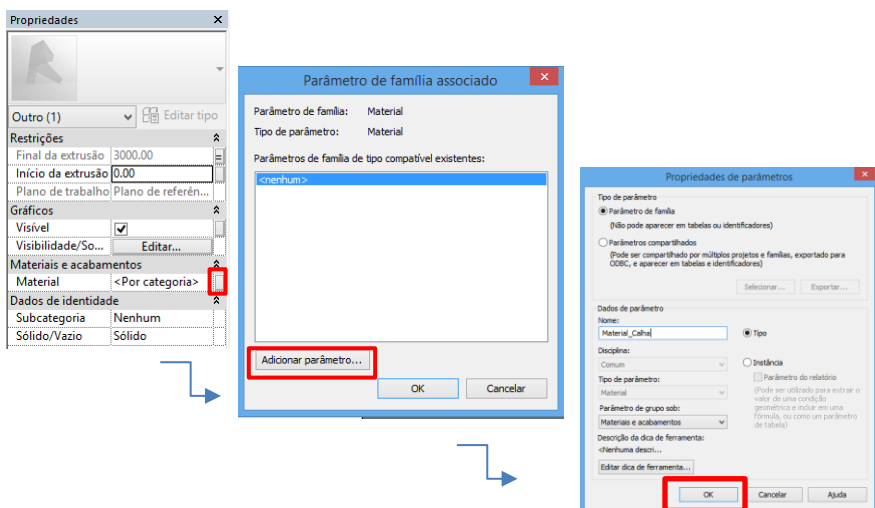 Propriedades
Outro (1) Editar tipo
Restrições
Final da extrusão 3000.00
Início da extrusão 0.00
Plano de trabalho Plano de referên...
Gráficos
Visível
Visibilidade/So... Editar...
Materiais e acabamentos
Material <Por categoria>
Dados de identidade
Subcategoria Nenhum
Sólido/Vazio Sólido
Parâmetro de família associado
Parâmetro de família: Material
Tipo de parâmetro: Material
Parâmetros de família de tipo compatível existentes:
<nenhum>
Adicionar parâmetro...
OK Cancelar
Propriedades de parâmetros
Tipo de parâmetro
Parâmetro de família
(Não pode aparecer em tabelas ou identificadores)
Parâmetros compartilhados
(Pode ser compartilhado por múltiplos projetos e famílias, exportado para
ODBC, e aparecer em tabelas e identificadores)
Selecionar... Exportar...
Dados de parâmetro
Nome:
Material_Calha Tipo
Disciplina:
Comum Instância
Tipo de parâmetro: Parâmetro do relatório
Material (Pode ser utilizado para extrair o
valor de uma condição
Parâmetro de grupo sob: geométrica e incluir em uma
fórmula, ou como um parâmetro
Materiais e acabamentos de tabela)
Descrição da dica de ferramenta:
<Nenhuma descri...
Editar dica de ferramenta...
OK Cancelar Ajuda